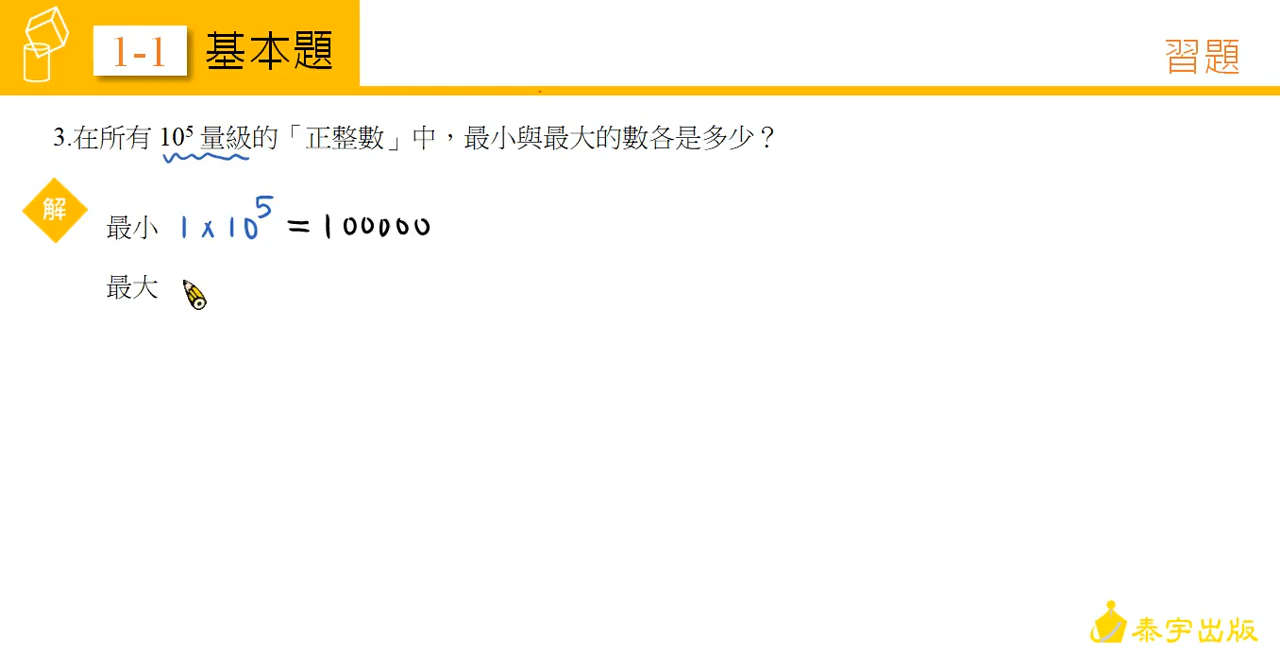 1-1 基本題
習題
3.在所有 10⁵ 量級的「正整數」中，最小與最大的數各是多少？
解
最小 1 × 10⁵ = 100000
最大
泰宇出版